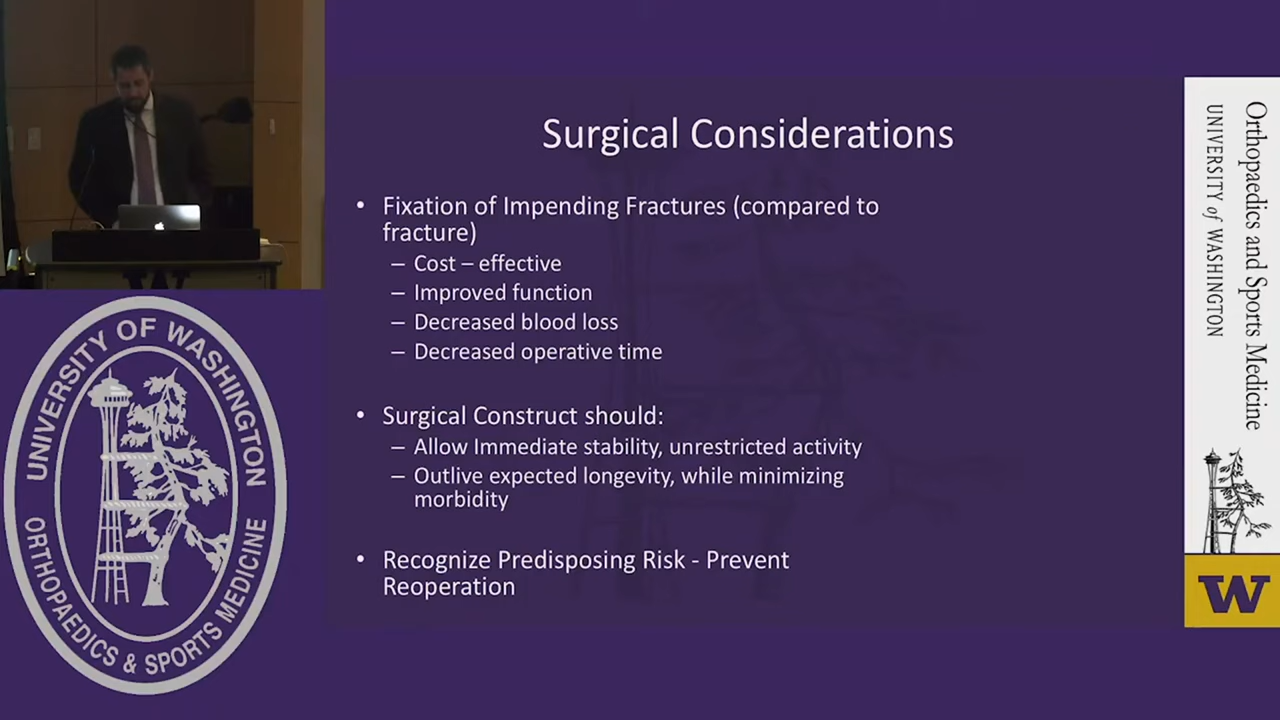 Surgical Considerations
• Fixation of Impending Fractures (compared to
fracture)
– Cost – effective
– Improved function
– Decreased blood loss
– Decreased operative time
• Surgical Construct should:
– Allow Immediate stability, unrestricted activity
– Outlive expected longevity, while minimizing
morbidity
• Recognize Predisposing Risk - Prevent
Reoperation
UNIVERSITY OF WASHINGTON
ORTHOPAEDICS & SPORTS MEDICINE
Orthopaedics and Sports Medicine
UNIVERSITY of WASHINGTON
W